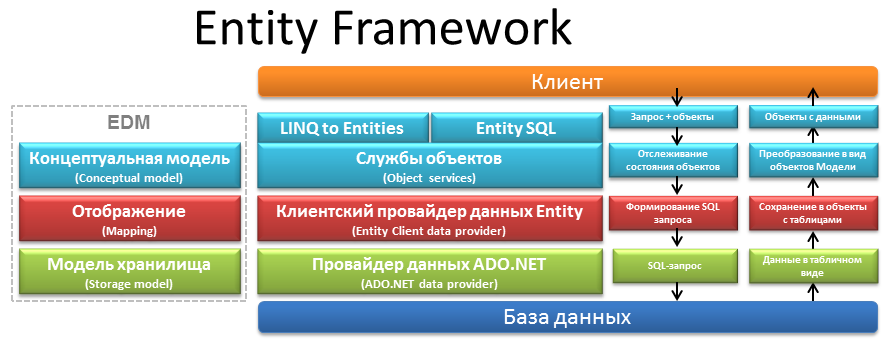 Entity Framework
Клиент
EDM
Концептуальная модель
(Conceptual model)
Отображение
(Mapping)
Модель хранилища
(Storage model)
LINQ to Entities
Entity SQL
Службы объектов
(Object services)
Клиентский провайдер данных Entity
(Entity Client data provider)
Провайдер данных ADO.NET
(ADO.NET data provider)
Запрос + объекты
Отслеживание
состояния объектов
Формирование SQL
запроса
SQL-запрос
Объекты с данными
Преобразование в вид
объектов Модели
Сохранение в объекты
с таблицами
Данные в табличном
виде
База данных